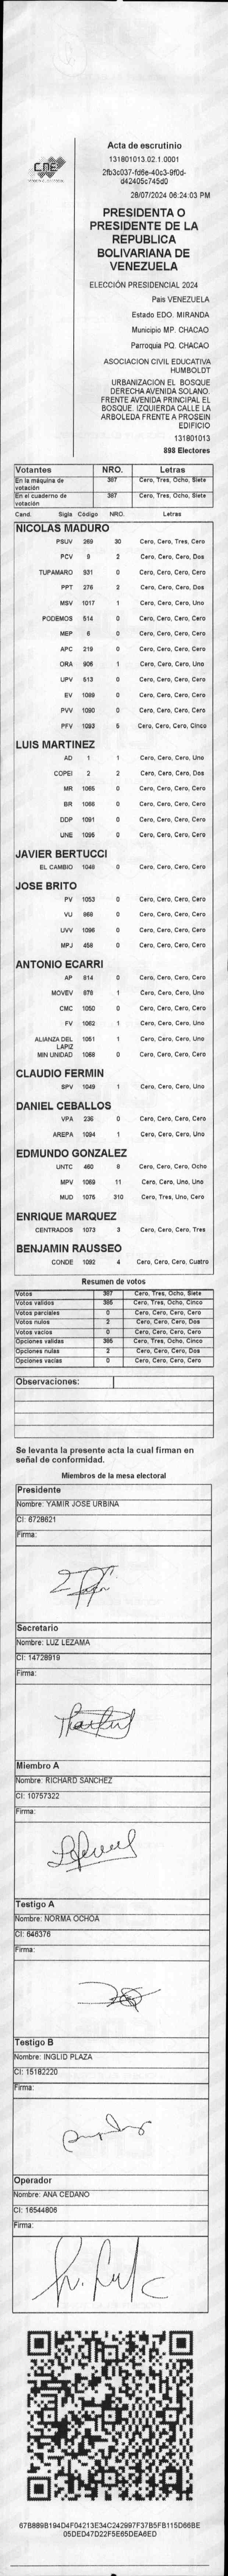 CNE
Acta de escrutinio
131801013.02.1.0001
2fb3c037-fd6e-40c3-9f0d-
d42405c745d0
28/07/2024 06:24:03 PM
PRESIDENTA O
PRESIDENTE DE LA
REPUBLICA
BOLIVARIANA DE
VENEZUELA
ELECCIÓN PRESIDENCIAL 2024
País VENEZUELA
Estado EDO. MIRANDA
Municipio MP. CHACAO
Parroquia PQ. CHACAO
ASOCIACION CIVIL EDUCATIVA
HUMBOLDT
URBANIZACION EL BOSQUE
DERECHA AVENIDA SOLANO.
FRENTE AVENIDA PRINCIPAL EL
BOSQUE. IZQUIERDA CALLE LA
ARBOLEDA FRENTE A PROSEIN
EDIFICIO
131801013
898 Electores
Votantes NRO. Letras
En la máquina de votación 387 Cero, Tres, Ocho, Siete
En el cuaderno de votación 387 Cero, Tres, Ocho, Siete
Cand. Sigla Código NRO. Letras
NICOLAS MADURO
PSUV 269 30 Cero, Cero, Tres, Cero
PCV 9 2 Cero, Cero, Cero, Dos
TUPAMARO 931 0 Cero, Cero, Cero, Cero
PPT 276 2 Cero, Cero, Cero, Dos
MSV 1017 1 Cero, Cero, Cero, Uno
PODEMOS 514 0 Cero, Cero, Cero, Cero
MEP 6 0 Cero, Cero, Cero, Cero
APC 219 0 Cero, Cero, Cero, Cero
ORA 906 1 Cero, Cero, Cero, Uno
UPV 513 0 Cero, Cero, Cero, Cero
EV 1089 0 Cero, Cero, Cero, Cero
PVV 1090 0 Cero, Cero, Cero, Cero
PFV 1093 5 Cero, Cero, Cero, Cinco
LUIS MARTINEZ
AD 1 1 Cero, Cero, Cero, Uno
COPEI 2 2 Cero, Cero, Cero, Dos
MR 1065 0 Cero, Cero, Cero, Cero
BR 1066 0 Cero, Cero, Cero, Cero
DDP 1091 0 Cero, Cero, Cero, Cero
UNE 1095 0 Cero, Cero, Cero, Cero
JAVIER BERTUCCI
EL CAMBIO 1048 0 Cero, Cero, Cero, Cero
JOSE BRITO
PV 1053 0 Cero, Cero, Cero, Cero
VU 868 0 Cero, Cero, Cero, Cero
UVV 1096 0 Cero, Cero, Cero, Cero
MPJ 458 0 Cero, Cero, Cero, Cero
ANTONIO ECARRI
AP 814 0 Cero, Cero, Cero, Cero
MOVEV 878 1 Cero, Cero, Cero, Uno
CMC 1050 0 Cero, Cero, Cero, Cero
FV 1062 1 Cero, Cero, Cero, Uno
ALIANZA DEL LAPIZ 1051 1 Cero, Cero, Cero, Uno
MIN UNIDAD 1068 0 Cero, Cero, Cero, Cero
CLAUDIO FERMIN
SPV 1049 1 Cero, Cero, Cero, Uno
DANIEL CEBALLOS
VPA 236 0 Cero, Cero, Cero, Cero
AREPA 1094 1 Cero, Cero, Cero, Uno
EDMUNDO GONZALEZ
UNTC 460 8 Cero, Cero, Cero, Ocho
MPV 1069 11 Cero, Cero, Uno, Uno
MUD 1075 310 Cero, Tres, Uno, Cero
ENRIQUE MARQUEZ
CENTRADOS 1073 3 Cero, Cero, Cero, Tres
BENJAMIN RAUSSEO
CONDE 1092 4 Cero, Cero, Cero, Cuatro
Resumen de votos
Votos 387 Cero, Tres, Ocho, Siete
Votos validos 385 Cero, Tres, Ocho, Cinco
Votos parciales 0 Cero, Cero, Cero, Cero
Votos nulos 2 Cero, Cero, Cero, Dos
Votos vacios 0 Cero, Cero, Cero, Cero
Opciones validas 385 Cero, Tres, Ocho, Cinco
Opciones nulas 2 Cero, Cero, Cero, Dos
Opciones vacias 0 Cero, Cero, Cero, Cero
Observaciones:
Se levanta la presente acta la cual firman en
señal de conformidad.
Miembros de la mesa electoral
Presidente
Nombre: YAMIR JOSE URBINA
CI: 6728621
Firma:
Secretario
Nombre: LUZ LEZAMA
CI: 14728919
Firma:
Miembro A
Nombre: RICHARD SANCHEZ
CI: 10757322
Firma:
Testigo A
Nombre: NORMA OCHOA
CI: 646376
Firma:
Testigo B
Nombre: INGLID PLAZA
CI: 15182220
Firma:
Operador
Nombre: ANA CEDANO
CI: 16544806
Firma:
67B889B194D4F04213E34C242997F37B5FB115D66BE
05DED47D22F5E65DEA6ED